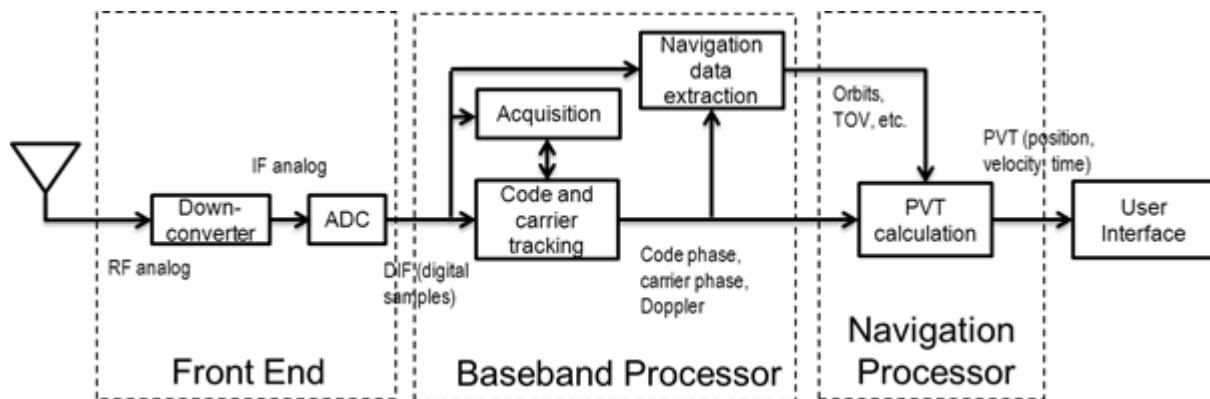 Navigation
data
extraction
Acquisition
Orbits,
TOV, etc.
PVT (position,
velocity, time)
IF analog
Down-
converter
ADC
Code and
carrier
tracking
PVT
calculation
User
Interface
RF analog
DIF (digital
samples)
Code phase,
carrier phase,
Doppler
Front End
Baseband Processor
Navigation
Processor